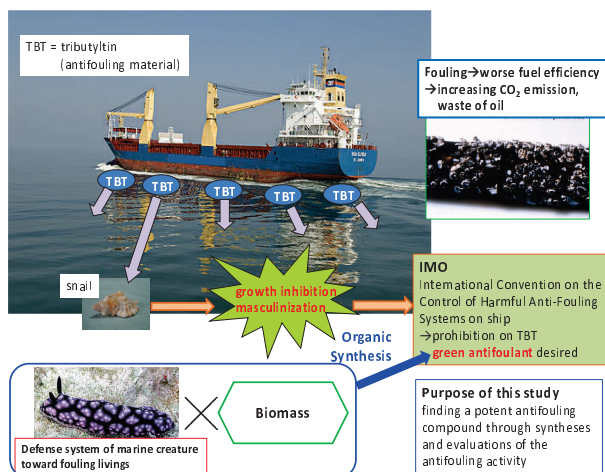 TBT = tributyltin
(antifouling material)
Fouling→worse fuel efficiency
→increasing CO₂ emission,
waste of oil
TBT
TBT
TBT
TBT
TBT
snail
growth inhibition
masculinization
IMO
International Convention on the
Control of Harmful Anti-Fouling
Systems on ship
→prohibition on TBT
green antifoulant desired
Organic
Synthesis
Biomass
Defense system of marine creature
toward fouling livings
Purpose of this study
finding a potent antifouling
compound through syntheses
and evaluations of the
antifouling activity